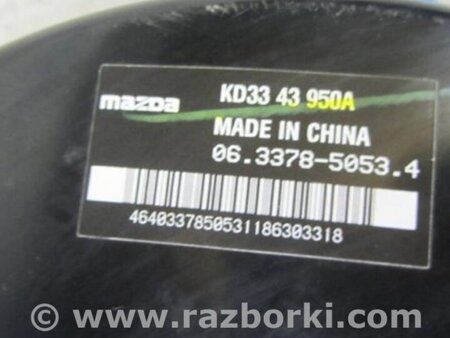 mazda KD33 43 950A
MADE IN CHINA
06.3378-5053.4
4640337850531186303318
© www.razborki.com